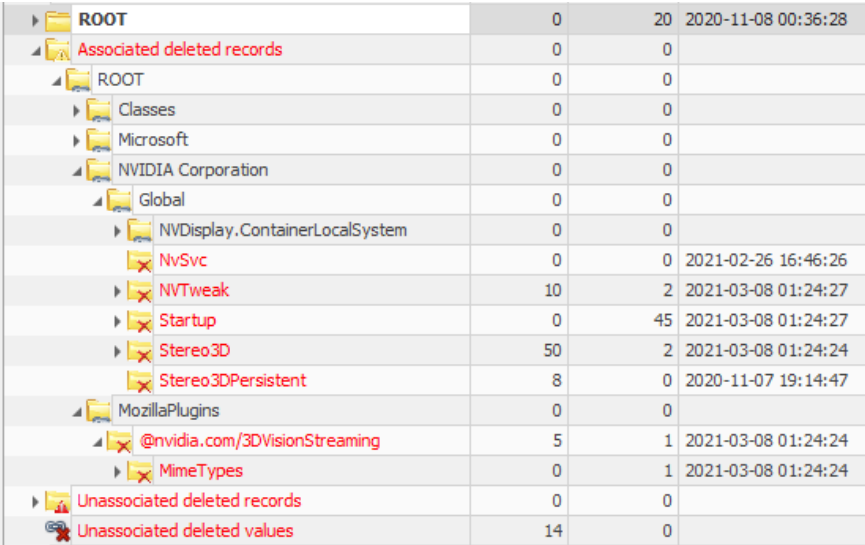 ROOT 0 20 2020-11-08 00:36:28
Associated deleted records 0 0
ROOT 0 0
Classes 0 0
Microsoft 0 0
NVIDIA Corporation 0 0
Global 0 0
NVDisplay.ContainerLocalSystem 0 0
NvSvc 0 0 2021-02-26 16:46:26
NVTweak 10 2 2021-03-08 01:24:27
Startup 0 45 2021-03-08 01:24:27
Stereo3D 50 2 2021-03-08 01:24:24
Stereo3DPersistent 8 0 2020-11-07 19:14:47
MozillaPlugins 0 0
@nvidia.com/3DVisionStreaming 5 1 2021-03-08 01:24:24
MimeTypes 0 1 2021-03-08 01:24:24
Unassociated deleted records 0 0
Unassociated deleted values 14 0